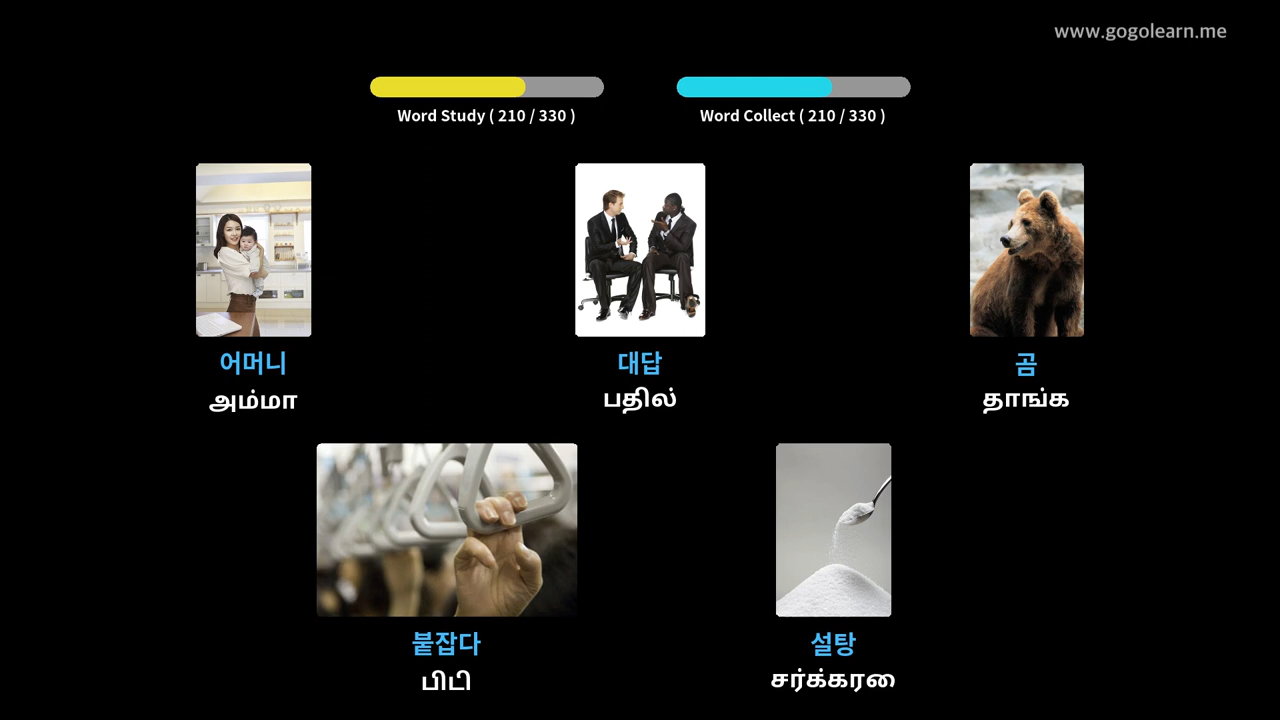 www.gogolearn.me
Word Study ( 210 / 330 )
Word Collect ( 210 / 330 )
어머니
அம்மா
대답
பதில்
곰
தாங்க
붙잡다
பிடி
설탕
சர்க்கரை